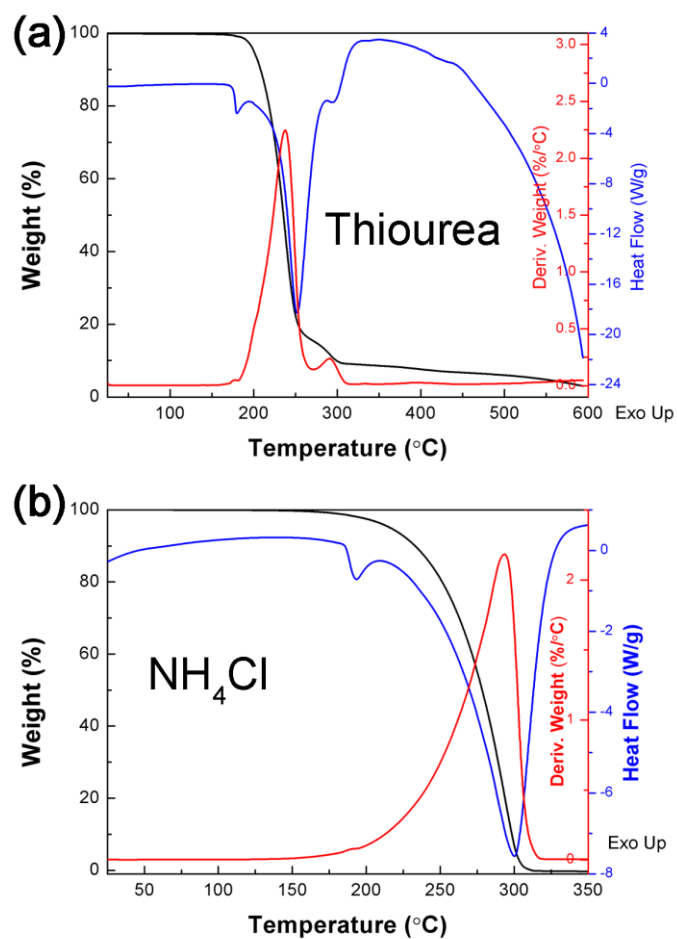 (a)
100
80
60
40
20
0
Weight (%)
Thiourea
3.0
2.5
2.0
1.5
1.0
0.5
0.0
Deriv. Weight (%/°C)
4
0
-4
-8
-12
-16
-20
-24
Heat Flow (W/g)
100 200 300 400 500 600
Exo Up
Temperature (°C)
(b)
100
80
60
40
20
0
Weight (%)
NH4Cl
2
1
0
Deriv. Weight (%/°C)
0
-2
-4
-6
-8
Heat Flow (W/g)
Exo Up
50 100 150 200 250 300 350
Temperature (°C)